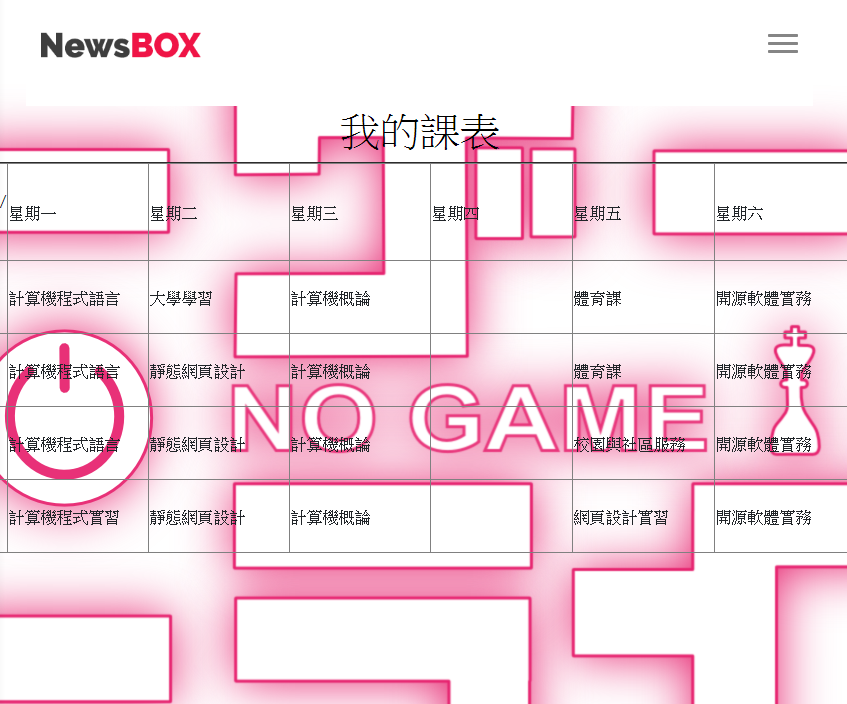 NewsBOX
我的課表
/
星期一 星期二 星期三 星期四 星期五 星期六
計算機程式語言 大學學習 計算機概論 體育課 開源軟體實務
計算機程式語言 靜態網頁設計 計算機概論 體育課 開源軟體實務
NO GAME
計算機程式語言 靜態網頁設計 計算機概論 校園與社區服務 開源軟體實務
計算機程式實習 靜態網頁設計 計算機概論 網頁設計實習 開源軟體實務